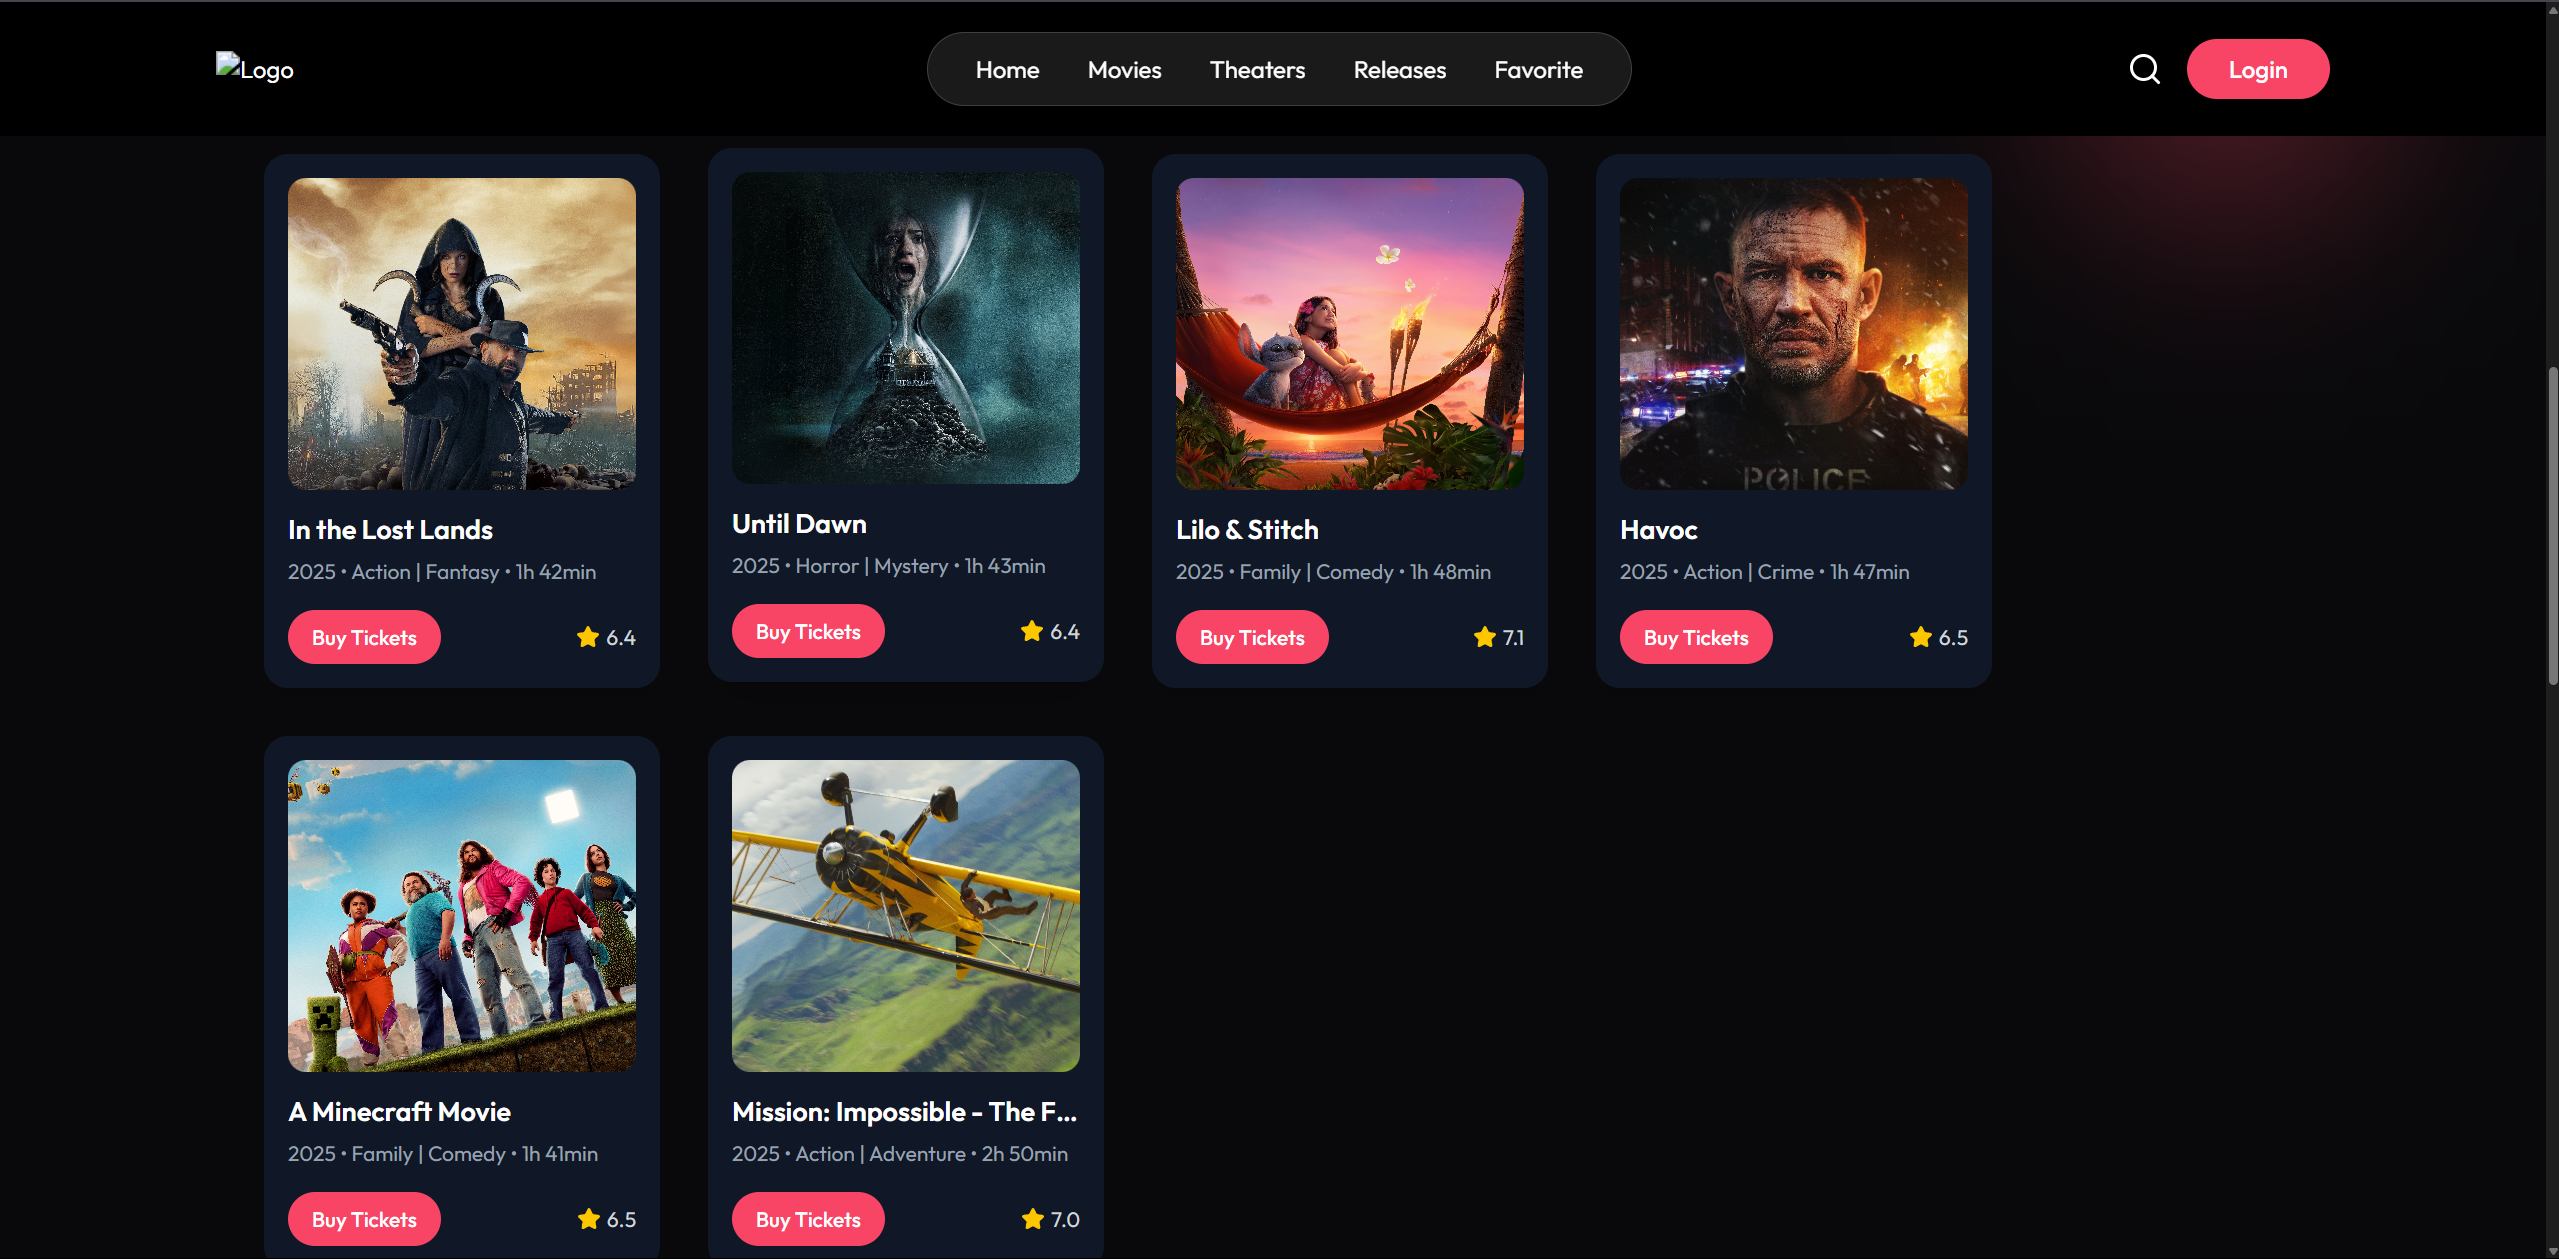 Logo
Home Movies Theaters Releases Favorite
Login
POLICE
In the Lost Lands
2025 • Action | Fantasy • 1h 42min
Buy Tickets 6.4
Until Dawn
2025 • Horror | Mystery • 1h 43min
Buy Tickets 6.4
Lilo & Stitch
2025 • Family | Comedy • 1h 48min
Buy Tickets 7.1
Havoc
2025 • Action | Crime • 1h 47min
Buy Tickets 6.5
A Minecraft Movie
2025 • Family | Comedy • 1h 41min
Buy Tickets 6.5
Mission: Impossible - The F...
2025 • Action | Adventure • 2h 50min
Buy Tickets 7.0